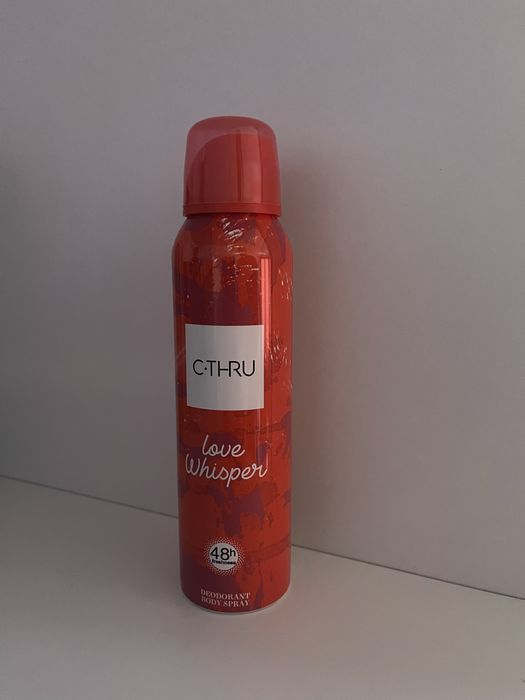 C·THRU
love
Whisper
48h
freshness
DEODORANT
BODY SPRAY